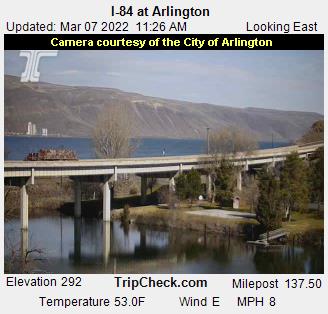 I-84 at Arlington
Updated: Mar 07 2022 11:26 AM Looking East
Camera courtesy of the City of Arlington
Elevation 292 TripCheck.com Milepost 137.50
Temperature 53.0F Wind E MPH 8